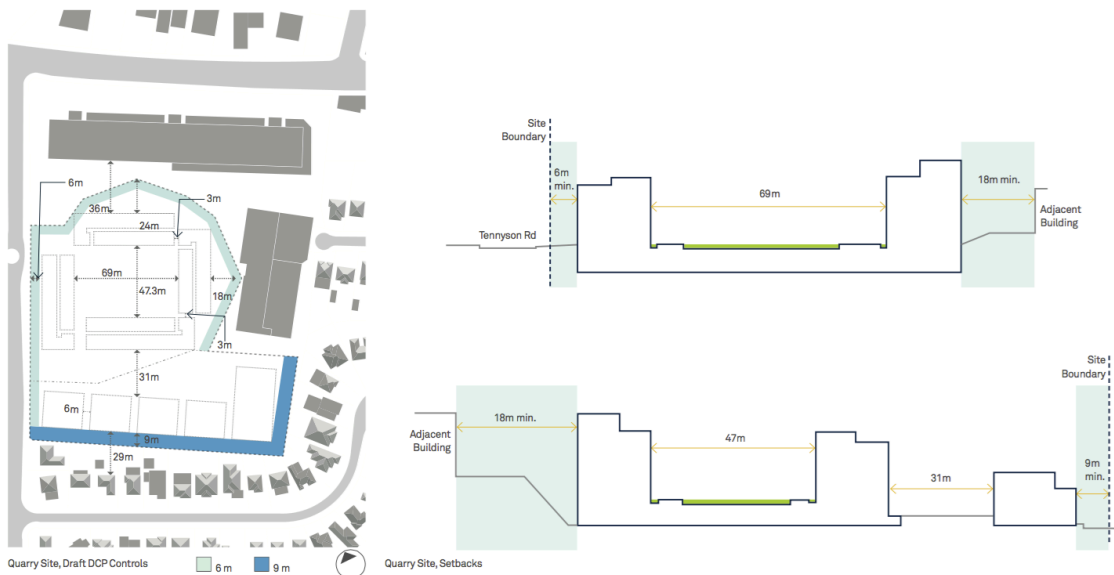 6m
3m
36m
24m
69m
47.3m
18m
3m
31m
6m
9m
29m
Quarry Site, Draft DCP Controls
6 m
9 m
Site
Boundary
6m
min.
69m
18m min.
Tennyson Rd
Adjacent
Building
Site
Boundary
18m min.
Adjacent
Building
47m
31m
9m
min.
Quarry Site, Setbacks